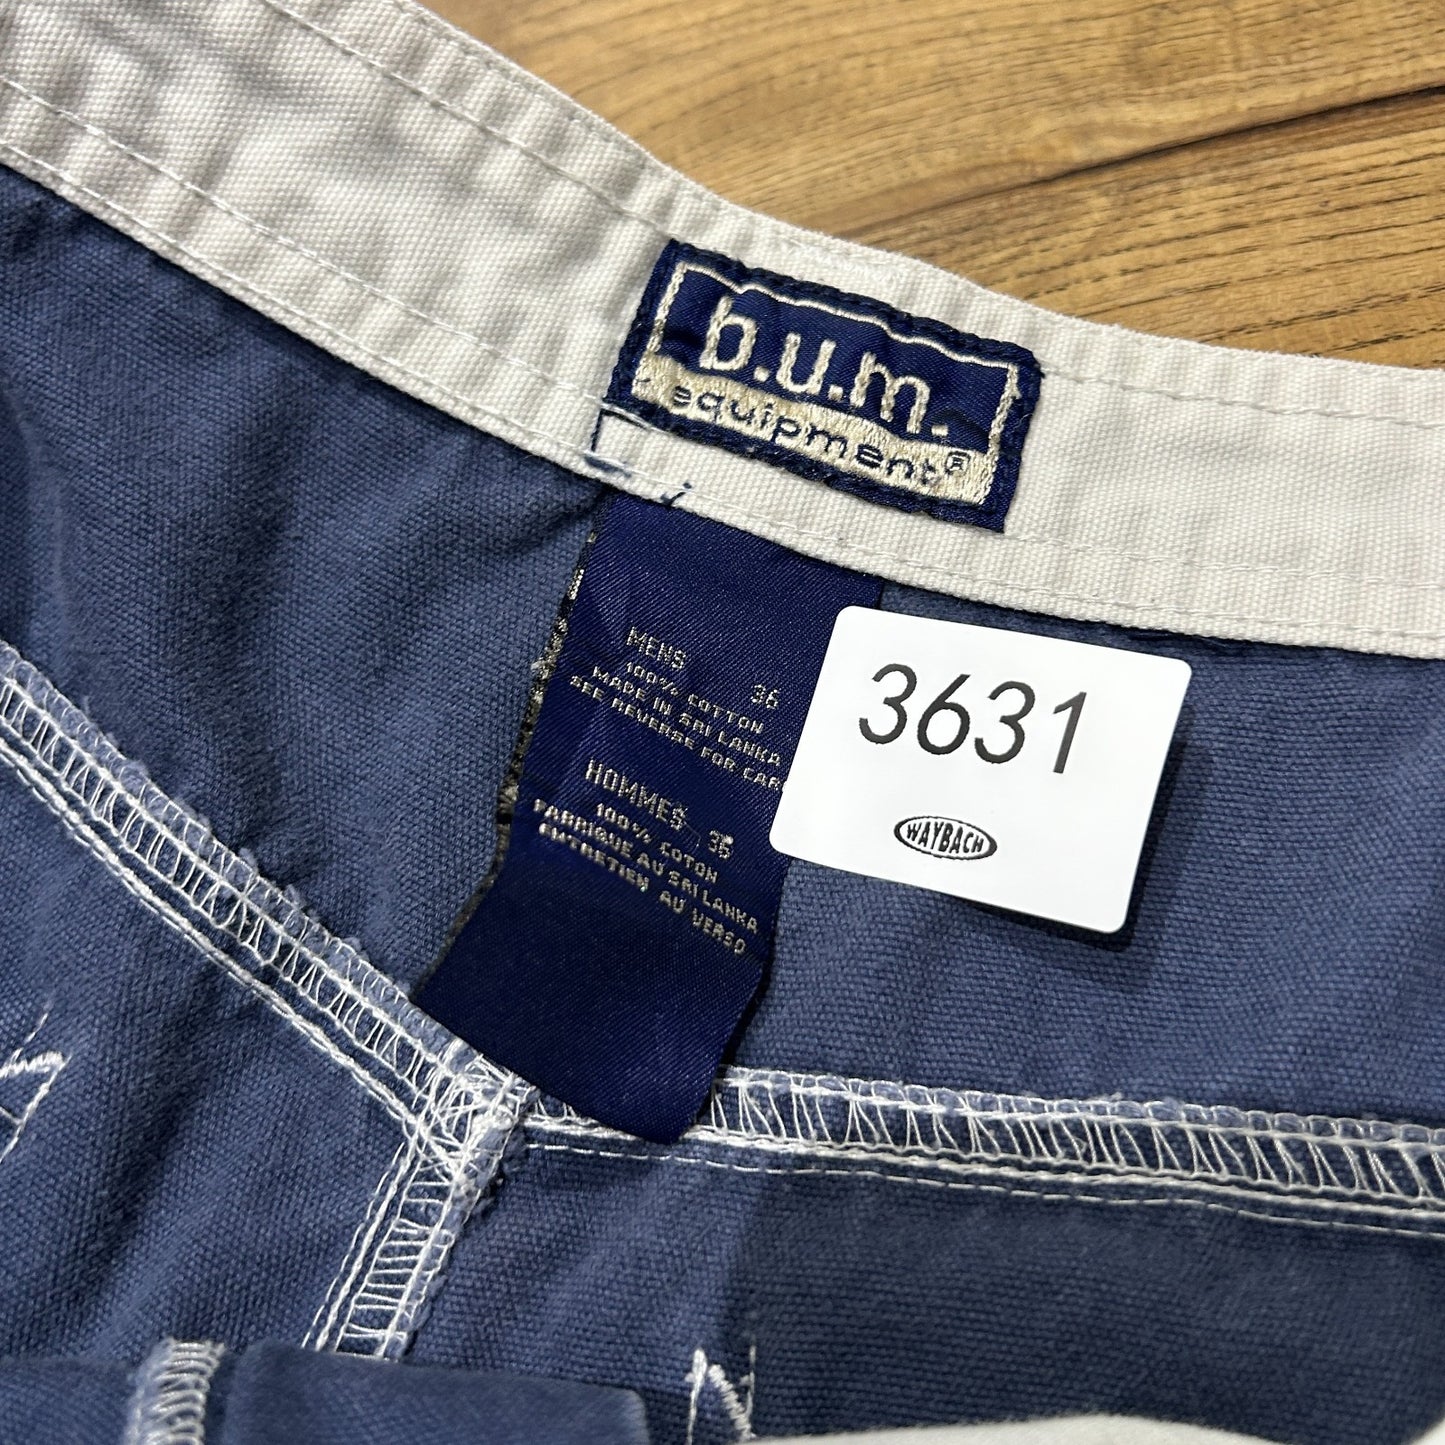 b.u.m.
equipment®
MENS 36
100% COTTON
MADE IN SRI LANKA
SEE REVERSE FOR CAR
HOMMES 36
100% COTON
FABRIQUE AU SRI LANKA
ENTRETIEN AU VERSO
3631
WAYBACH